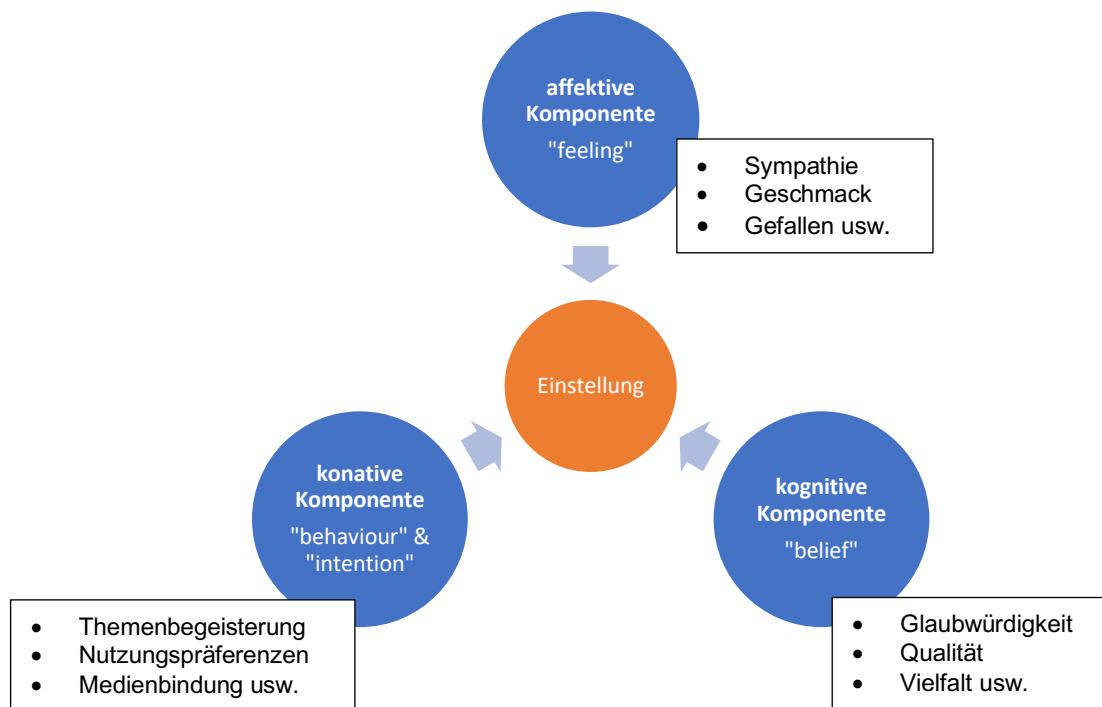 affektive
Komponente
"feeling"
• Sympathie
• Geschmack
• Gefallen usw.
Einstellung
konative
Komponente
"behaviour" &
"intention"
• Themenbegeisterung
• Nutzungspräferenzen
• Medienbindung usw.
kognitive
Komponente
"belief"
• Glaubwürdigkeit
• Qualität
• Vielfalt usw.